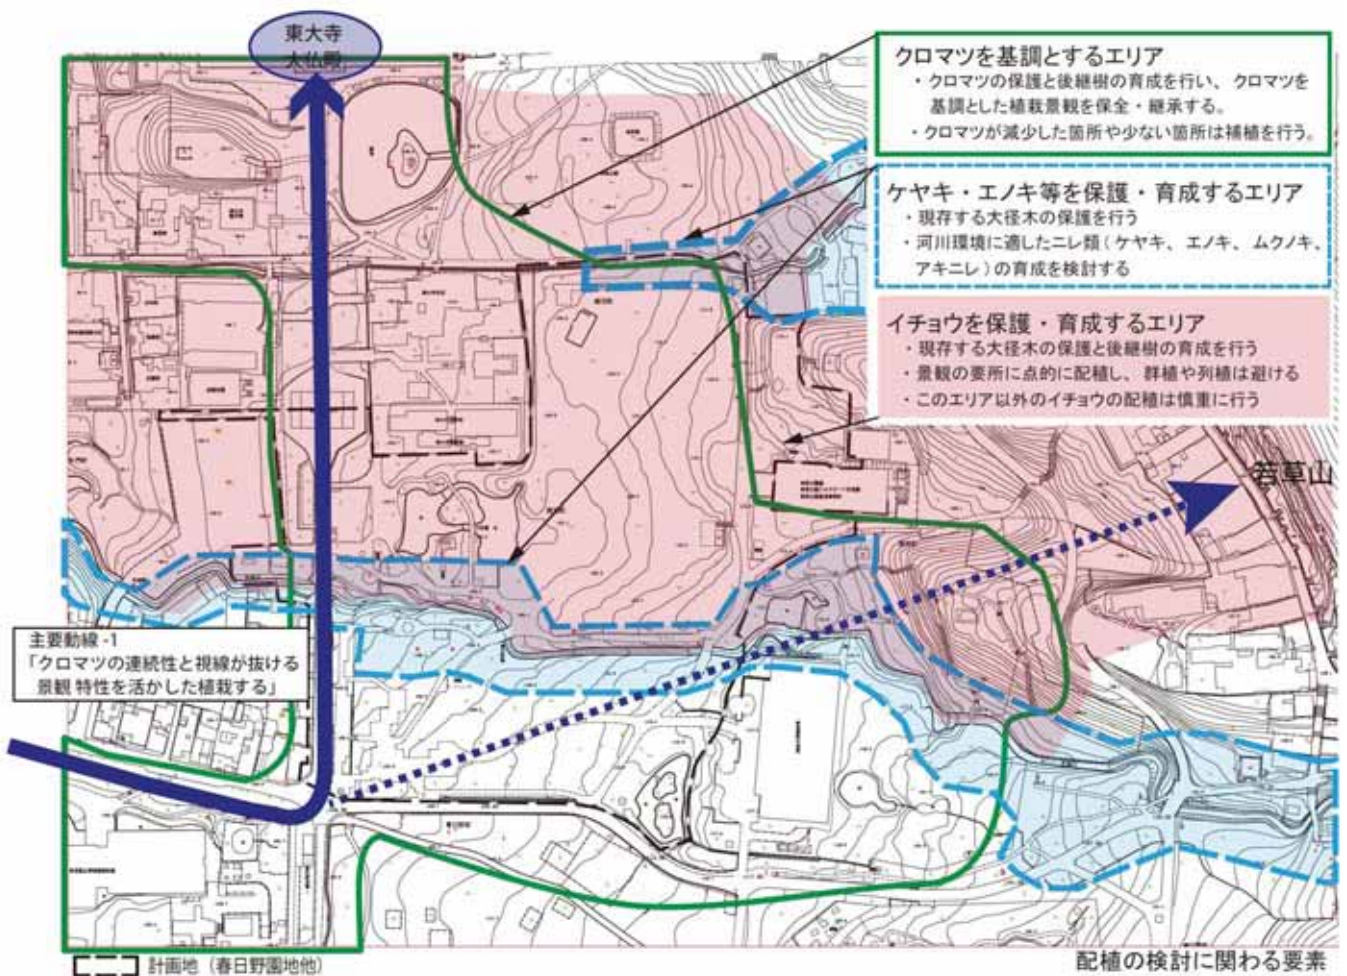 東大寺
大仏殿
クロマツを基調とするエリア
・クロマツの保護と後継樹の育成を行い、クロマツを
基調とした植栽景観を保全・継承する。
・クロマツが減少した箇所や少ない箇所は補植を行う。
ケヤキ・エノキ等を保護・育成するエリア
・現存する大径木の保護を行う
・河川環境に適したニレ類(ケヤキ、エノキ、ムクノキ、
アキニレ)の育成を検討する
イチョウを保護・育成するエリア
・現存する大径木の保護と後継樹の育成を行う
・景観の要所に点的に配植し、群植や列植は避ける
・このエリア以外のイチョウの配植は慎重に行う
若草山
主要動線-1
「クロマツの連続性と視線が抜ける
景観特性を活かした植栽する」
計画地(春日野園地他)
配植の検討に関わる要素